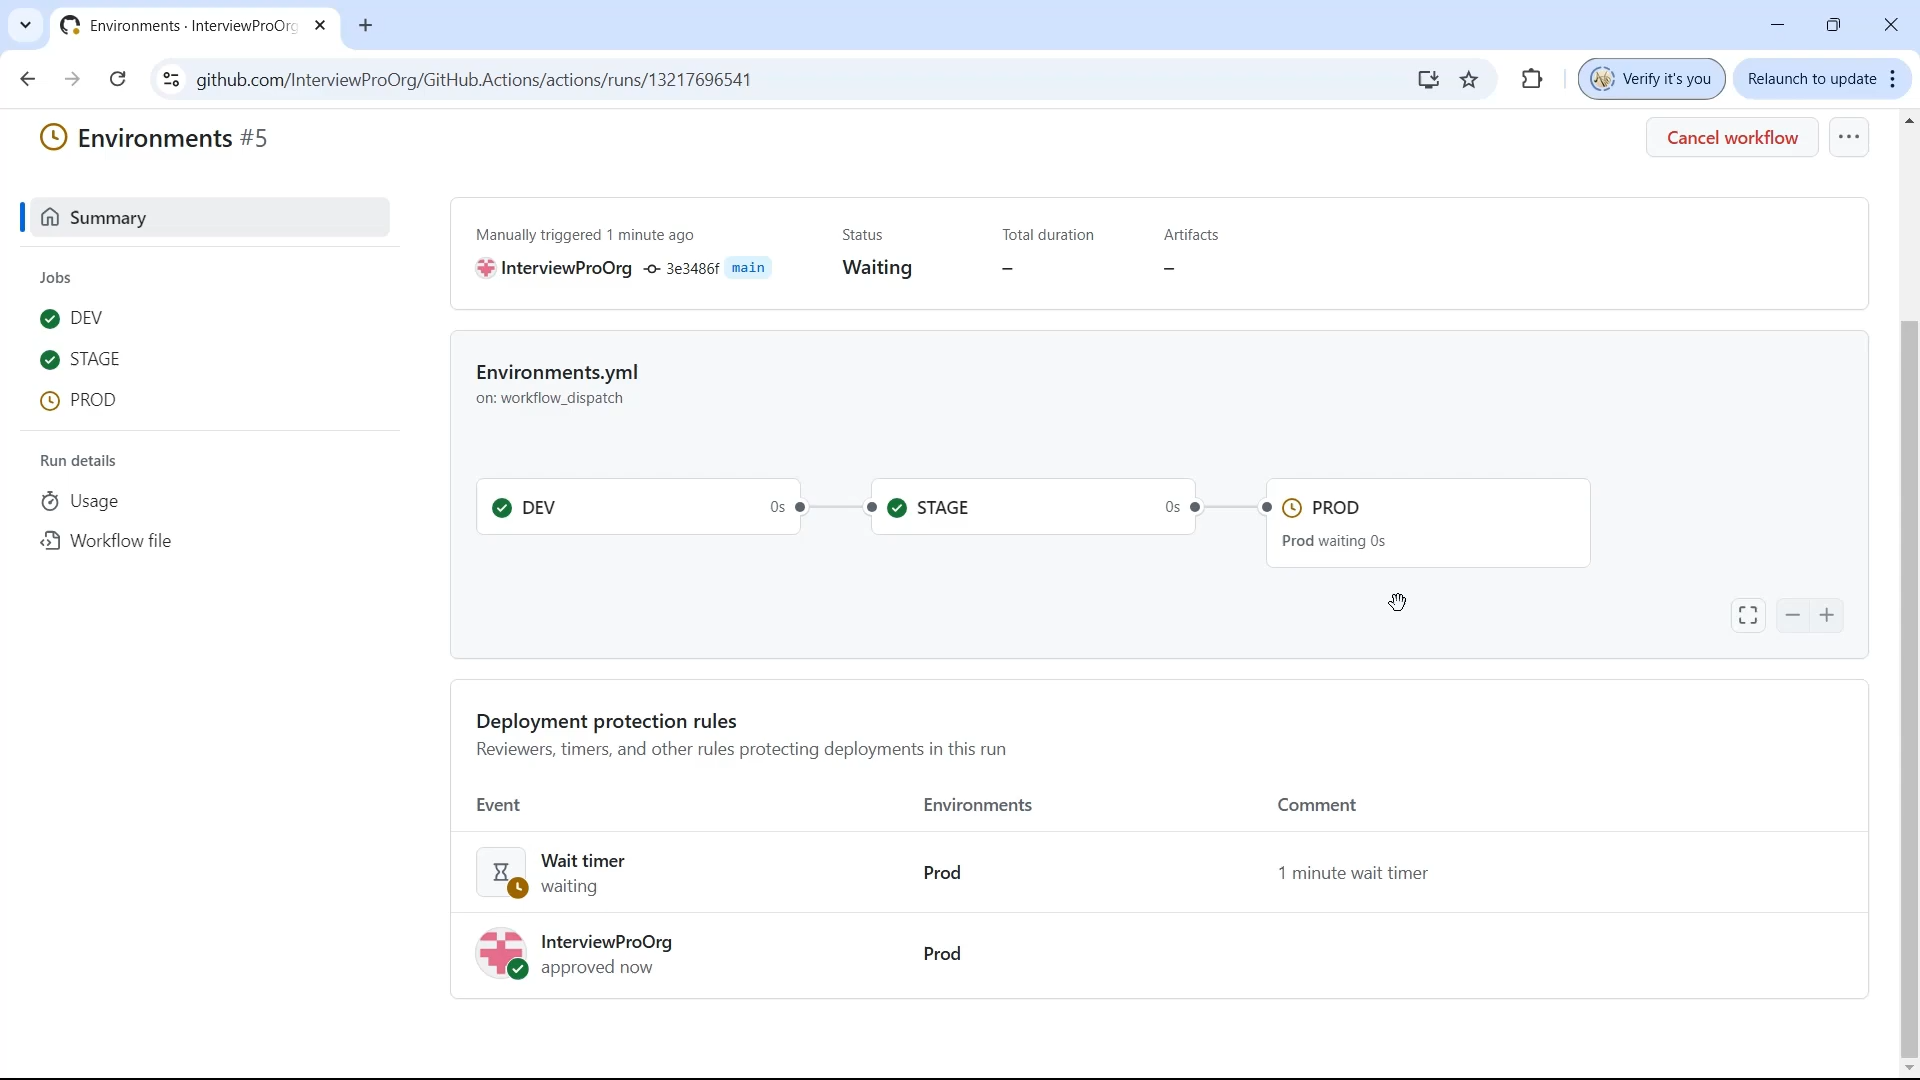 Environments · InterviewProOrg
github.com/InterviewProOrg/GitHub.Actions/actions/runs/13217696541
Verify it's you
Relaunch to update
Environments #5
Cancel workflow
Summary
Jobs
DEV
STAGE
PROD
Run details
Usage
Workflow file
Manually triggered 1 minute ago
Status
Total duration
Artifacts
InterviewProOrg 3e3486f main
Waiting
–
–
Environments.yml
on: workflow_dispatch
DEV 0s
STAGE 0s
PROD
Prod waiting 0s
Deployment protection rules
Reviewers, timers, and other rules protecting deployments in this run
Event
Environments
Comment
Wait timer
waiting
Prod
1 minute wait timer
InterviewProOrg
approved now
Prod